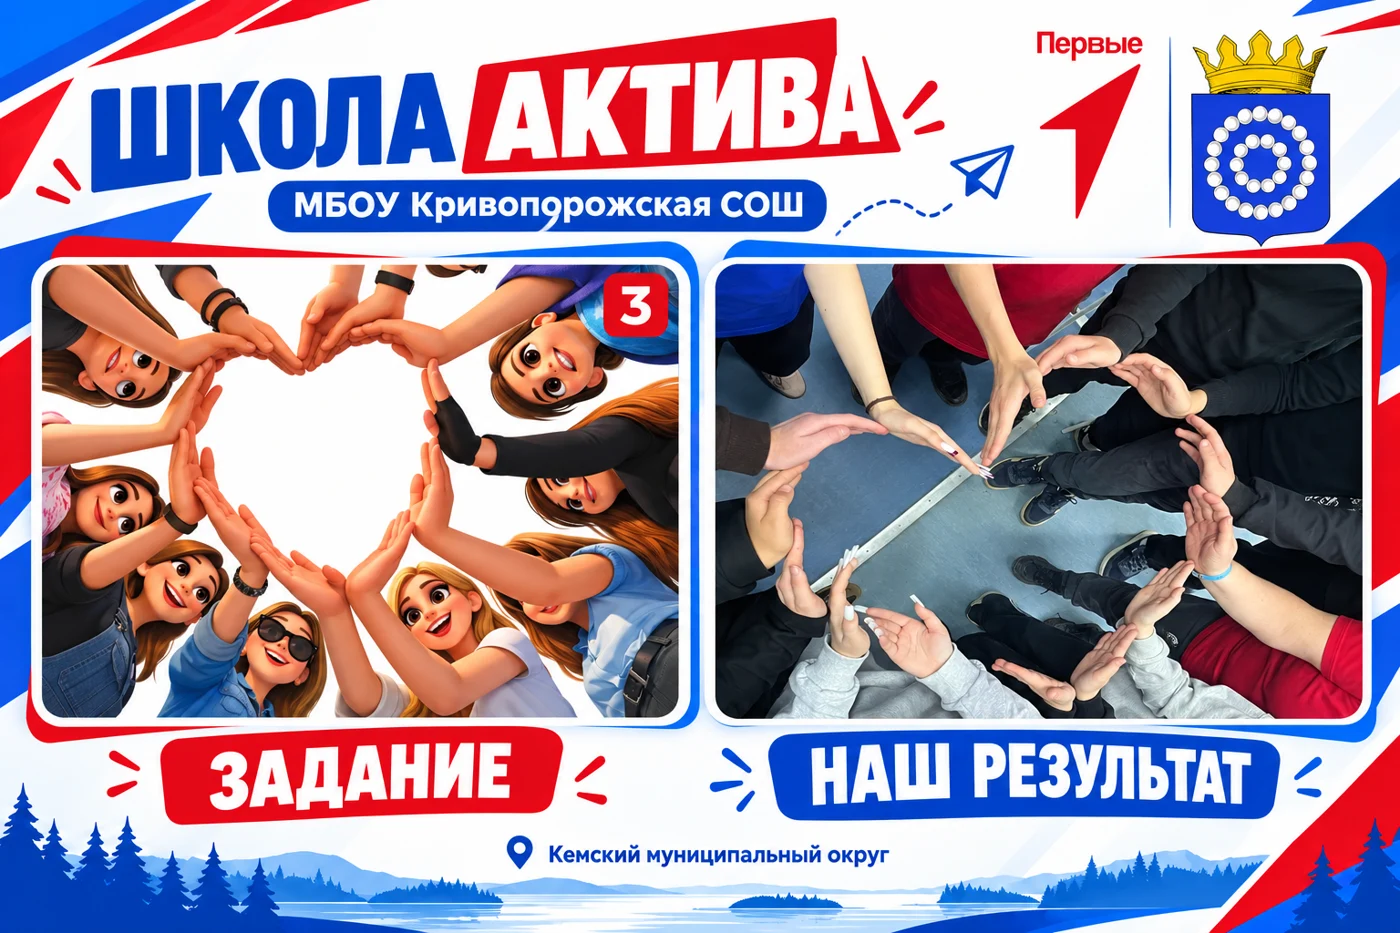 ШКОЛА АКТИВА
МБОУ Кривопорожская СОШ
Первые
3
ЗАДАНИЕ
НАШ РЕЗУЛЬТАТ
Кемский муниципальный округ